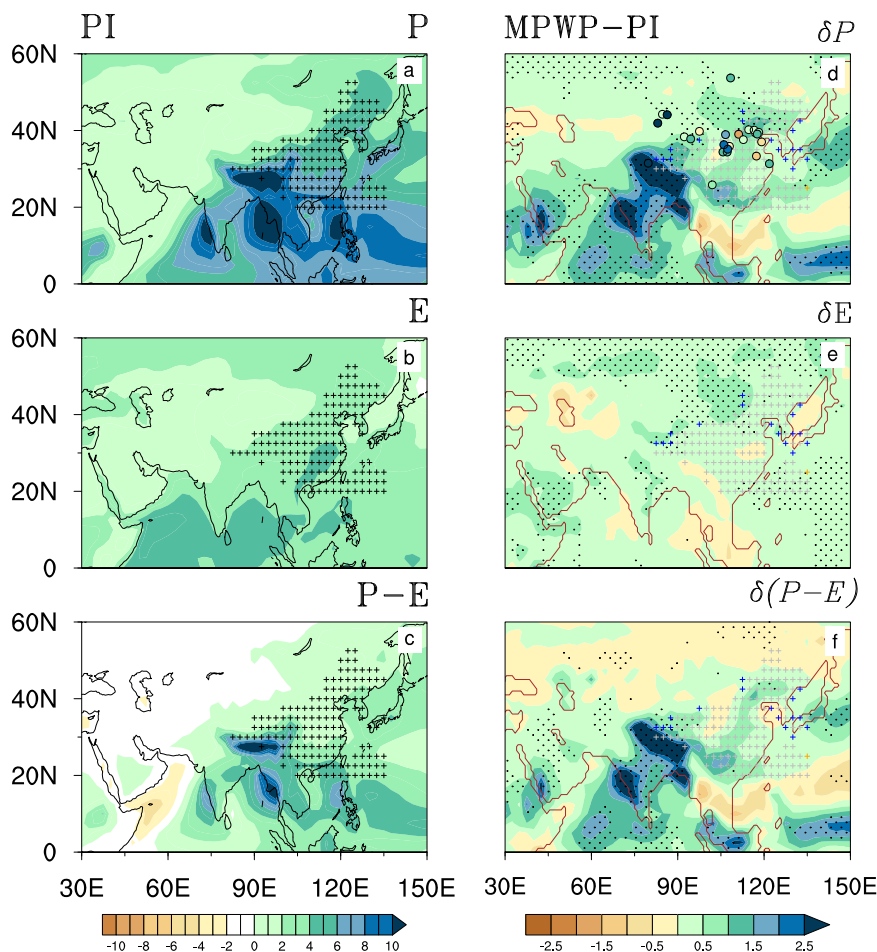 PI P MPWP-PI δP
60N a d
40N
20N
0
E δE
60N b e
40N
20N
0
P-E δ(P-E)
60N c f
40N
20N
0
30E 60E 90E 120E 150E 30E 60E 90E 120E 150E
-10 -8 -6 -4 -2 0 2 4 6 8 10 -2.5 -1.5 -0.5 0.5 1.5 2.5